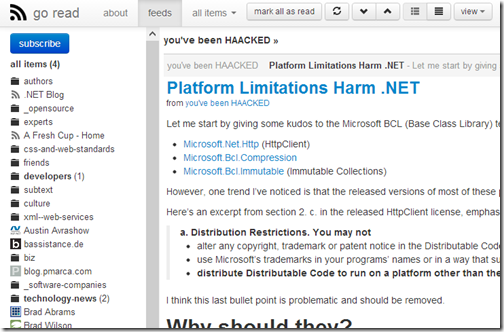 go read
about
feeds
all items
mark all as read
view
subscribe
all items (4)
authors
.NET Blog
_opensource
experts
A Fresh Cup - Home
css-and-web-standards
friends
developers (1)
subtext
culture
xml--web-services
Austin Avrashow
bassistance.de
biz
blog.pmarca.com
_software-companies
technology-news (2)
Brad Abrams
Brad Wilson
you've been HAACKED »
you've been HAACKED Platform Limitations Harm .NET - Let me start by giving
Platform Limitations Harm .NET
from you've been HAACKED
Let me start by giving some kudos to the Microsoft BCL (Base Class Library) te
Microsoft.Net.Http (HttpClient)
Microsoft.Bcl.Compression
Microsoft.Bcl.Immutable (Immutable Collections)
However, one trend I've noticed is that the released versions of most of these
Here's an excerpt from section 2. c. in the released HttpClient license, emphas
a. Distribution Restrictions. You may not
alter any copyright, trademark or patent notice in the Distributable Cod
use Microsoft's trademarks in your programs' names or in a way that su
distribute Distributable Code to run on a platform other than the
I think this last bullet point is problematic and should be removed.
Why should they?